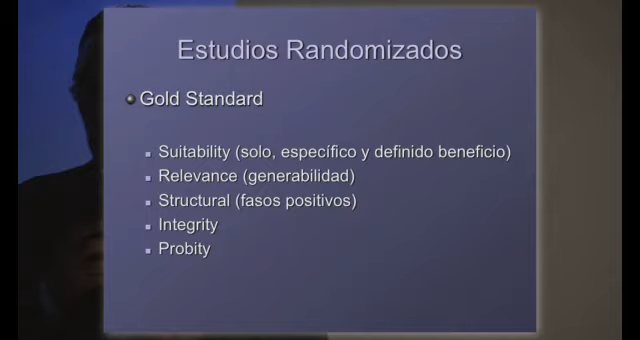 Estudios Randomizados
Gold Standard
Suitability (solo, específico y definido beneficio)
Relevance (generabilidad)
Structural (fasos positivos)
Integrity
Probity